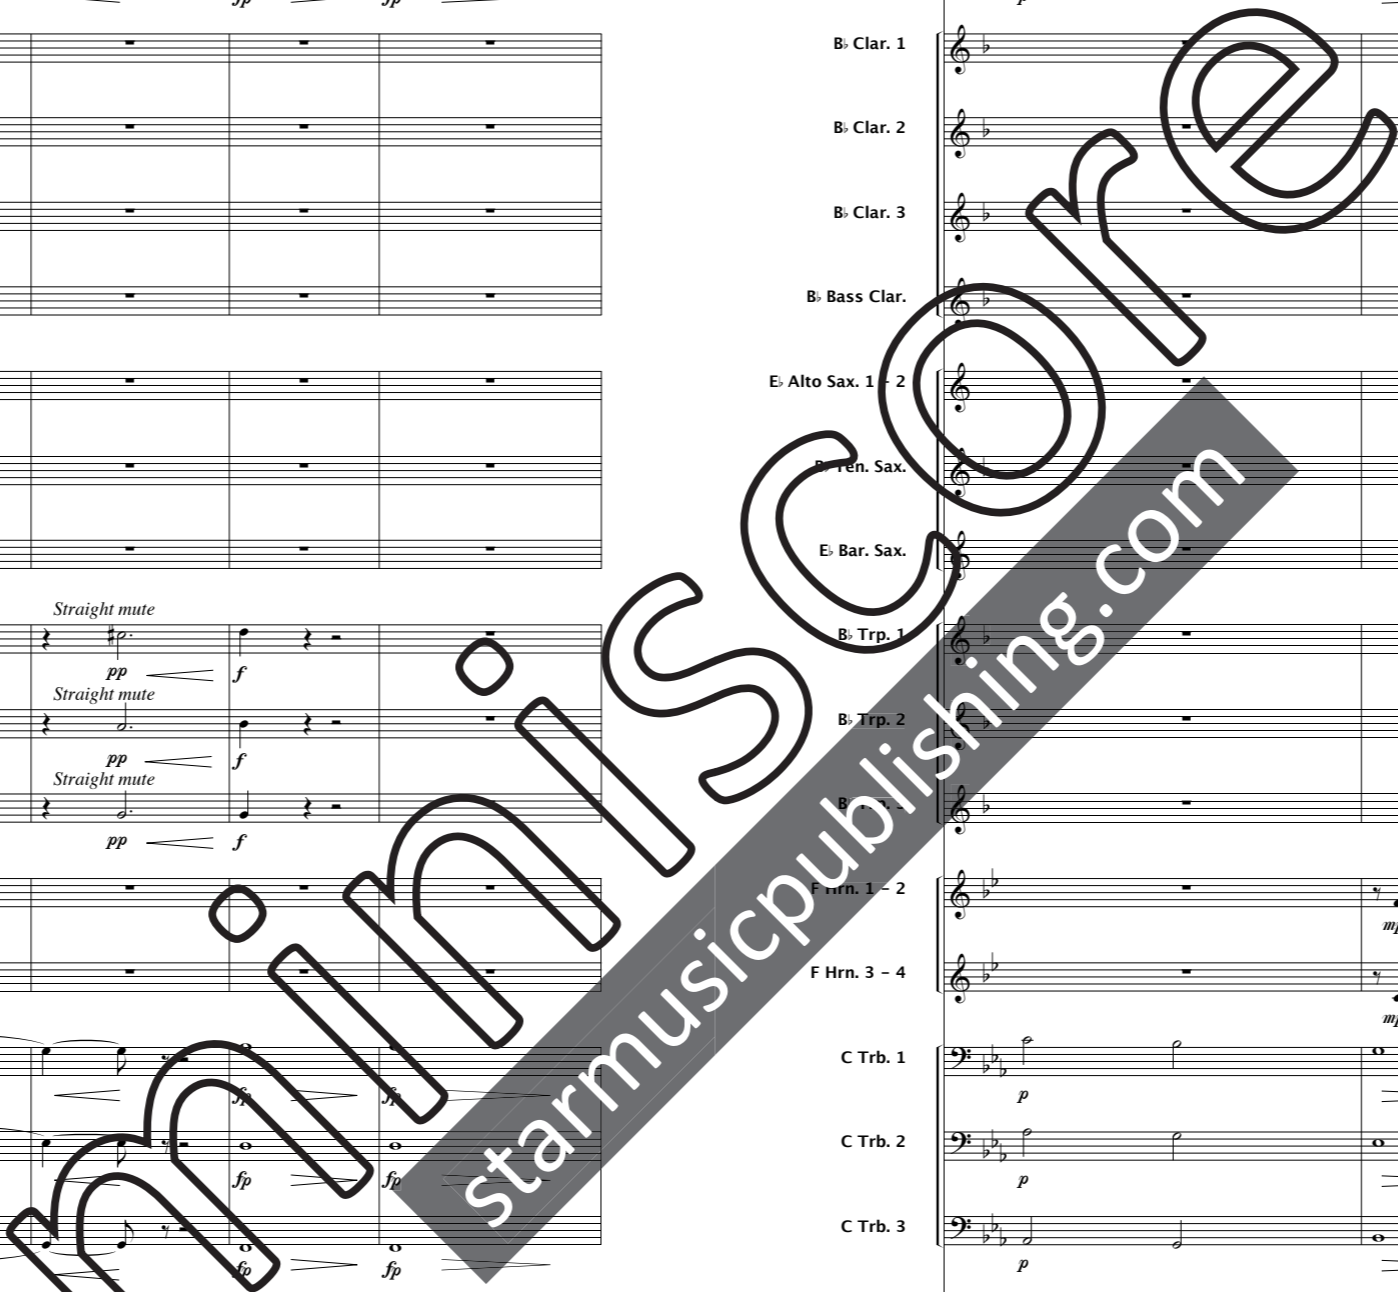 fp fp p
B♭ Clar. 1
B♭ Clar. 2
B♭ Clar. 3
B♭ Bass Clar.
E♭ Alto Sax. 1 – 2
B♭ Ten. Sax.
E♭ Bar. Sax.
Straight mute
B♭ Trp. 1
pp f
Straight mute
B♭ Trp. 2
pp f
Straight mute
pp f
F Hrn. 1 – 2
mp
F Hrn. 3 – 4
mp
C Trb. 1
fp fp p
C Trb. 2
fp fp p
C Trb. 3
fp fp p
miniscore
starmusicpublishing.com